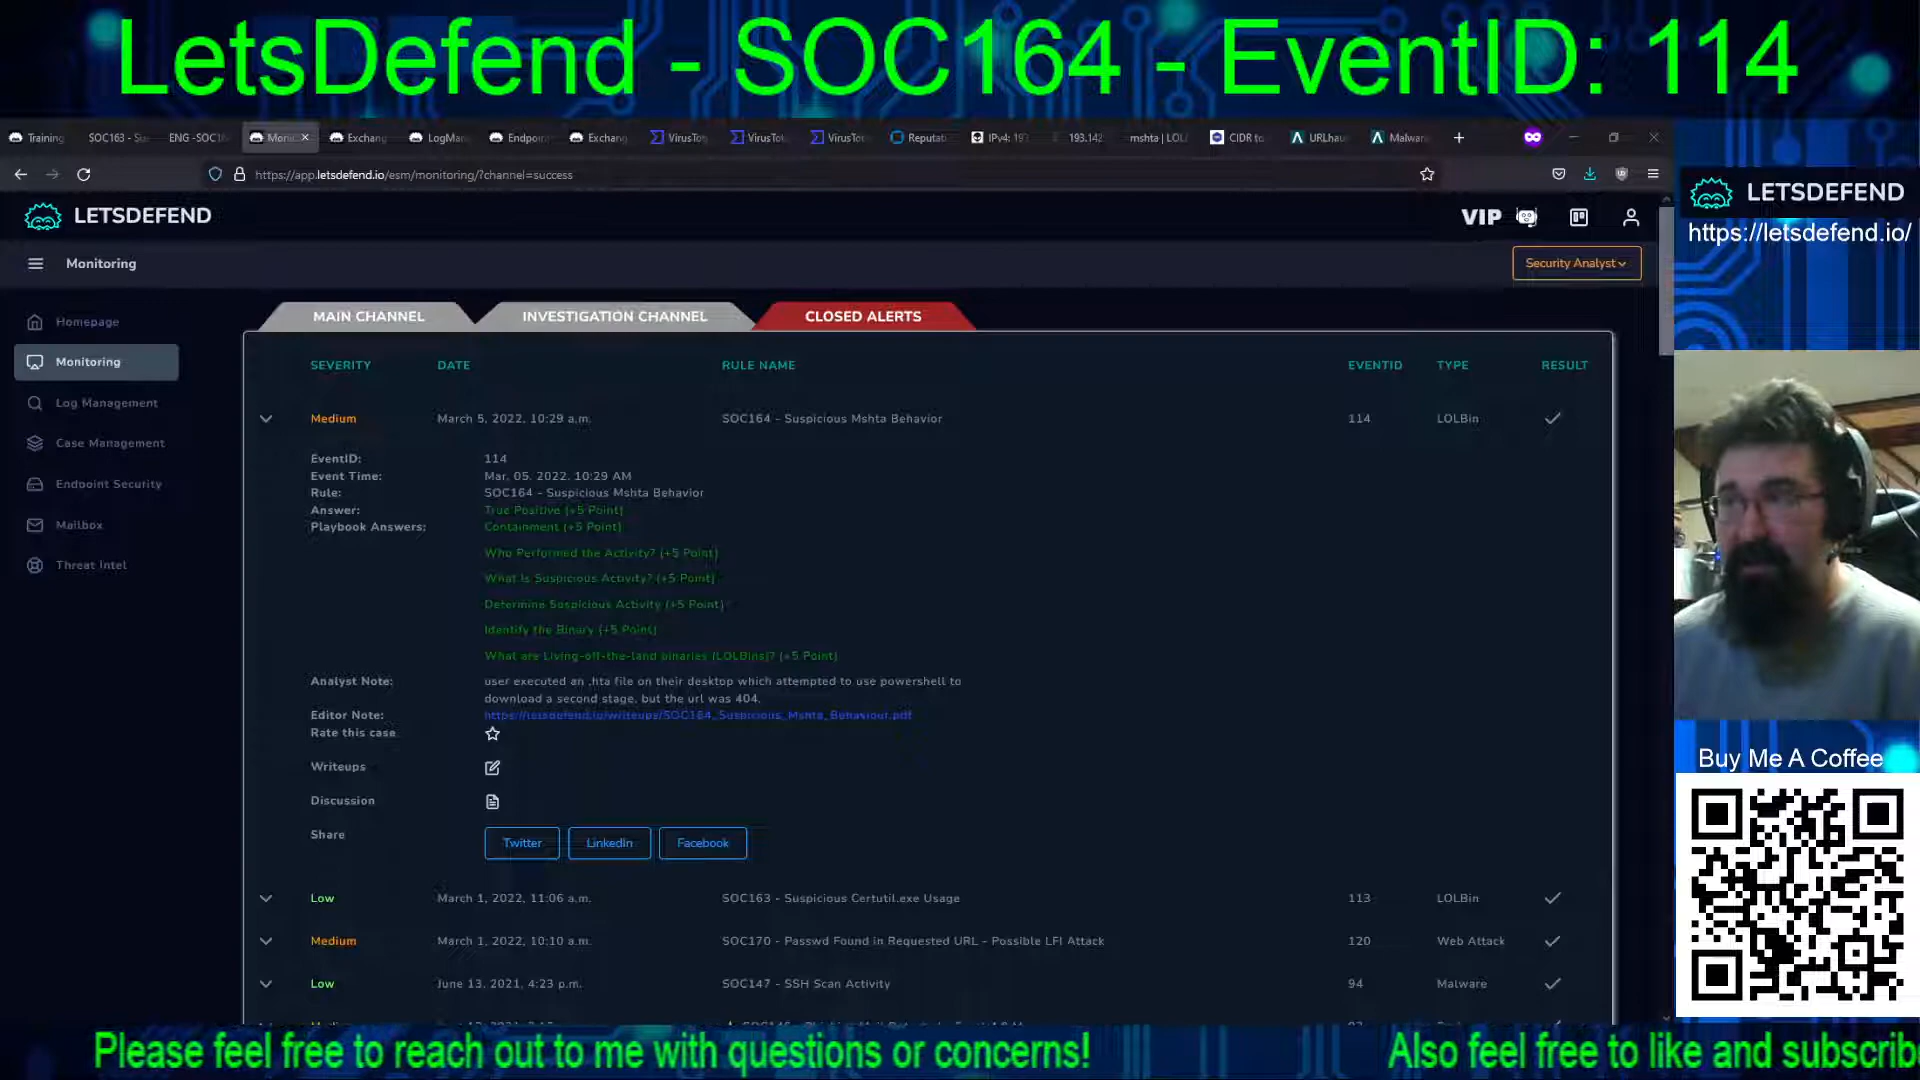 LetsDefend - SOC164 - EventID: 114
Training SOC163 - Su ENG -SOC1 Moni Exchang LogMan Endpoin Exchang VirusTot VirusTot VirusTot Reputat IPv4: 19 193.142. mshta | LOL CIDR to URLhau Malware
https://app.letsdefend.io/esm/monitoring/?channel=success
LETSDEFEND
VIP
LETSDEFEND
https://letsdefend.io/
Monitoring
Security Analyst
Homepage
Monitoring
Log Management
Case Management
Endpoint Security
Mailbox
Threat Intel
MAIN CHANNEL INVESTIGATION CHANNEL CLOSED ALERTS
SEVERITY DATE RULE NAME EVENTID TYPE RESULT
Medium March 5, 2022, 10:29 a.m. SOC164 - Suspicious Mshta Behavior 114 LOLBin
EventID: 114
Event Time: Mar, 05, 2022, 10:29 AM
Rule: SOC164 - Suspicious Mshta Behavior
Answer: True Positive (+5 Point)
Playbook Answers: Containment (+5 Point)
Who Performed the Activity? (+5 Point)
What Is Suspicious Activity? (+5 Point)
Determine Suspicious Activity (+5 Point)
Identify the Binary (+5 Point)
What are Living-off-the-land binaries (LOLBins)? (+5 Point)
Analyst Note: user executed an .hta file on their desktop which attempted to use powershell to
download a second stage, but the url was 404.
Editor Note: https://letsdefend.io/writeups/SOC164_Suspicious_Mshta_Behaviour.pdf
Rate this case
Writeups
Discussion
Share Twitter LinkedIn Facebook
Low March 1, 2022, 11:06 a.m. SOC163 - Suspicious Certutil.exe Usage 113 LOLBin
Medium March 1, 2022, 10:10 a.m. SOC170 - Passwd Found in Requested URL - Possible LFI Attack 120 Web Attack
Low June 13, 2021, 4:23 p.m. SOC147 - SSH Scan Activity 94 Malware
Buy Me A Coffee
Please feel free to reach out to me with questions or concerns! Also feel free to like and subscrib